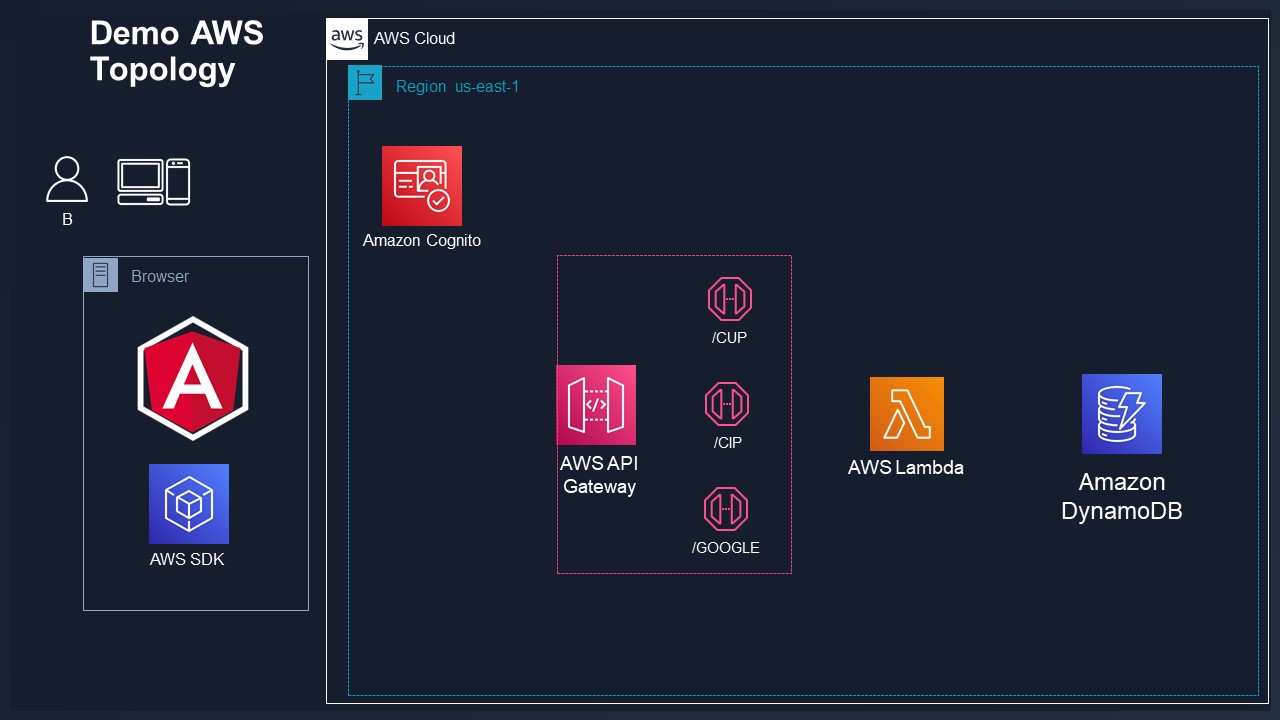 Demo AWS
Topology
aws
AWS Cloud
Region us-east-1
B
Amazon Cognito
Browser
A
/CUP
</>
/CIP
AWS API
Gateway
/GOOGLE
AWS Lambda
Amazon
DynamoDB
AWS SDK